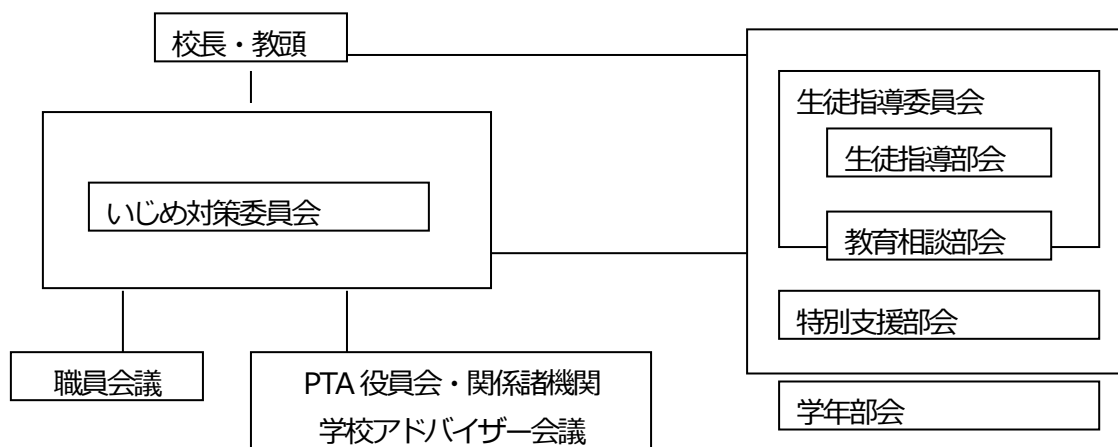 校長・教頭
生徒指導委員会
生徒指導部会
いじめ対策委員会
教育相談部会
特別支援部会
職員会議
PTA 役員会・関係諸機関
学校アドバイザー会議
学年部会